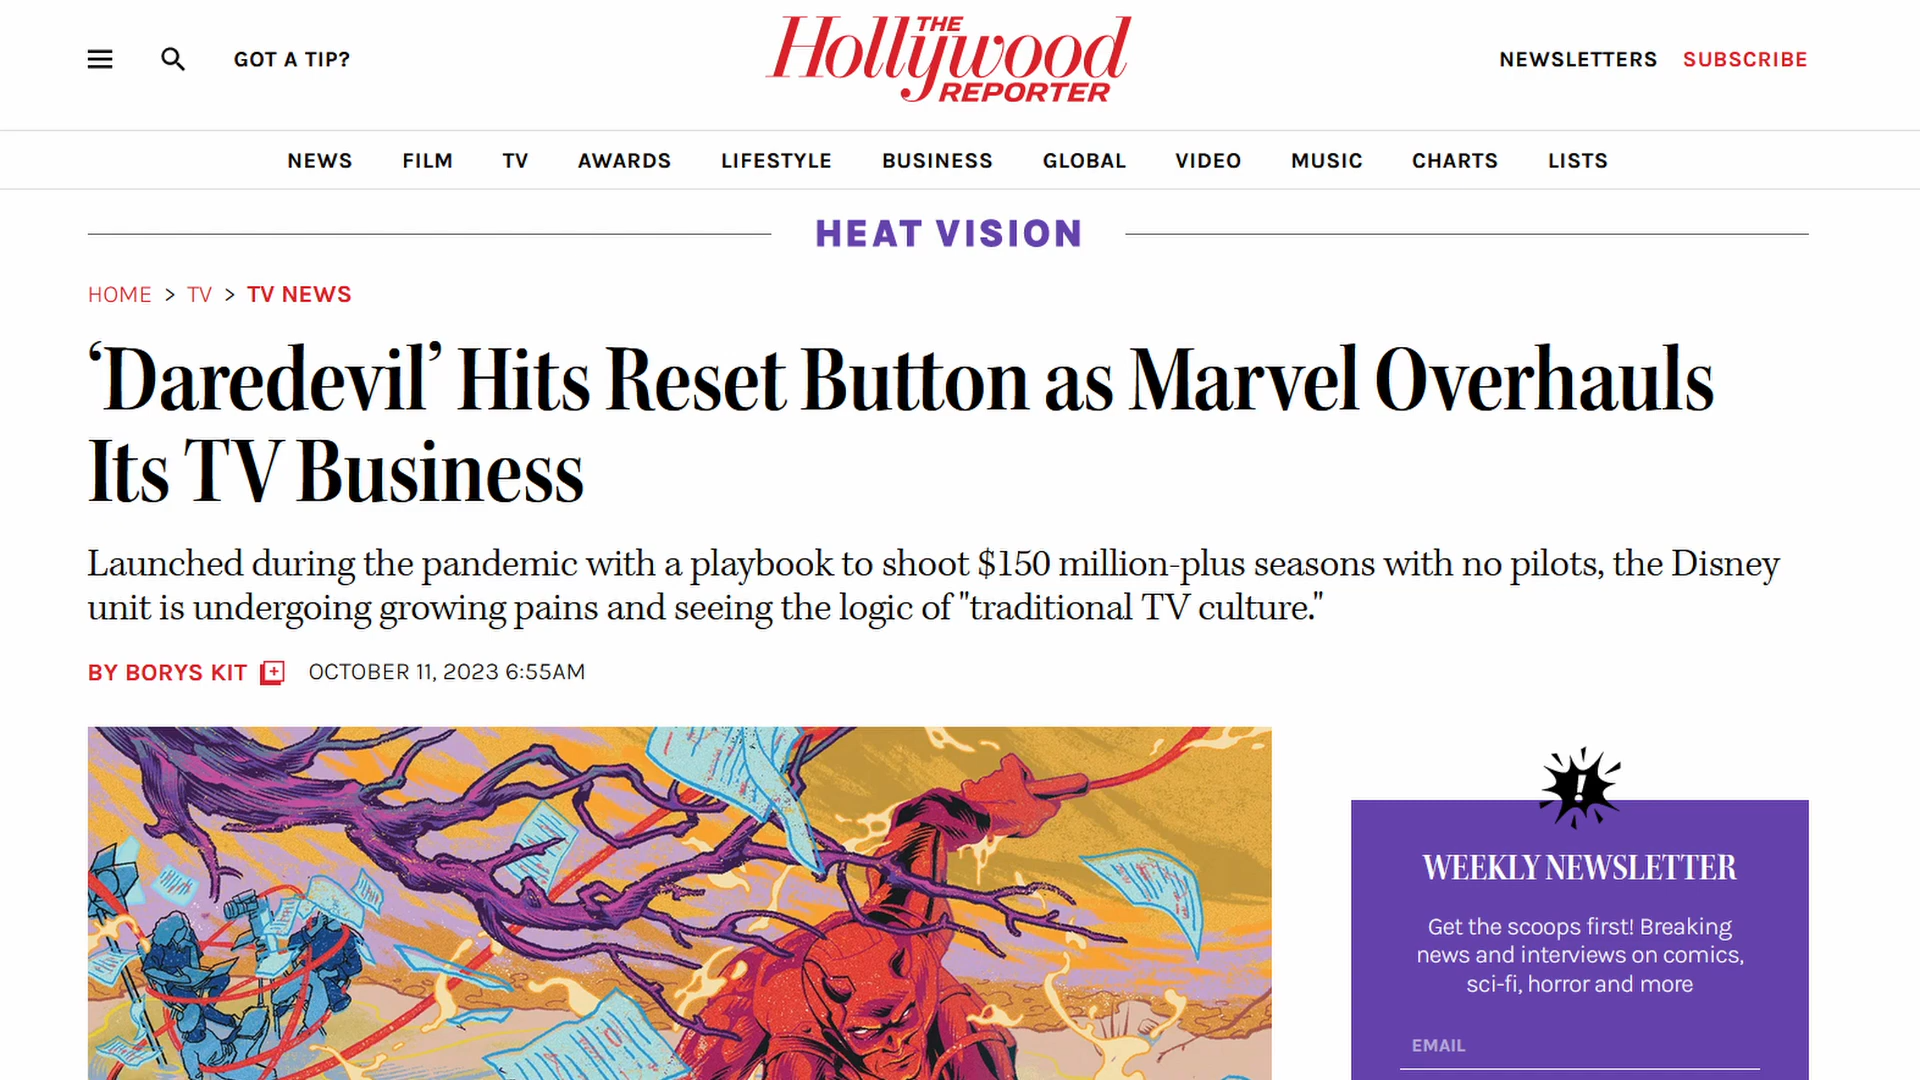 GOT A TIP?
THE
Hollywood
REPORTER
NEWSLETTERS SUBSCRIBE
NEWS FILM TV AWARDS LIFESTYLE BUSINESS GLOBAL VIDEO MUSIC CHARTS LISTS
HEAT VISION
HOME > TV > TV NEWS
‘Daredevil’ Hits Reset Button as Marvel Overhauls
Its TV Business
Launched during the pandemic with a playbook to shoot $150 million-plus seasons with no pilots, the Disney
unit is undergoing growing pains and seeing the logic of "traditional TV culture."
BY BORYS KIT OCTOBER 11, 2023 6:55AM
!
WEEKLY NEWSLETTER
Get the scoops first! Breaking
news and interviews on comics,
sci-fi, horror and more
EMAIL